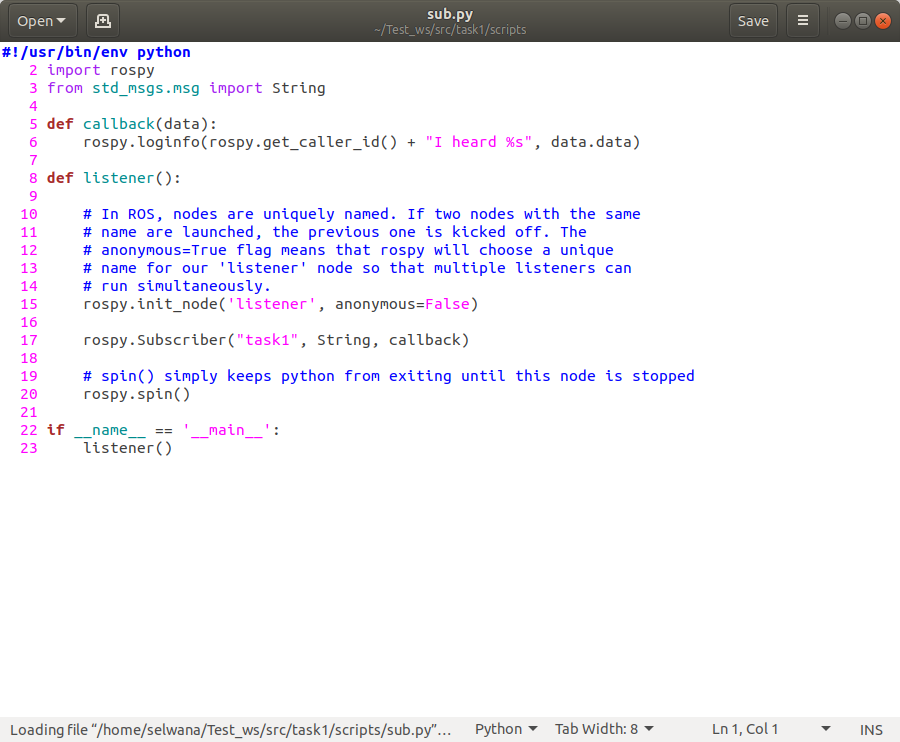 Open
sub.py
~/Test_ws/src/task1/scripts
Save
#!/usr/bin/env python
2 import rospy
3 from std_msgs.msg import String
4
5 def callback(data):
6     rospy.loginfo(rospy.get_caller_id() + "I heard %s", data.data)
7
8 def listener():
9
10     # In ROS, nodes are uniquely named. If two nodes with the same
11     # name are launched, the previous one is kicked off. The
12     # anonymous=True flag means that rospy will choose a unique
13     # name for our 'listener' node so that multiple listeners can
14     # run simultaneously.
15     rospy.init_node('listener', anonymous=False)
16
17     rospy.Subscriber("task1", String, callback)
18
19     # spin() simply keeps python from exiting until this node is stopped
20     rospy.spin()
21
22 if __name__ == '__main__':
23     listener()
Loading file “/home/selwana/Test_ws/src/task1/scripts/sub.py”… Python Tab Width: 8 Ln 1, Col 1 INS